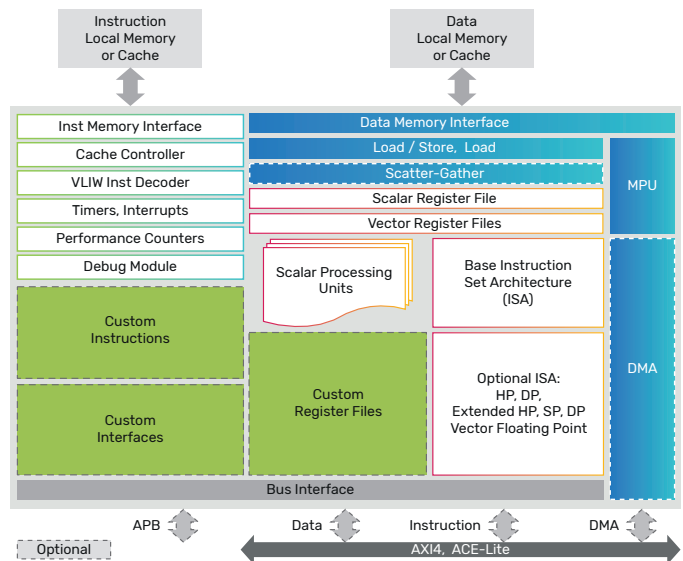 Instruction
Local Memory
or Cache
Data
Local Memory
or Cache
Inst Memory Interface
Cache Controller
VLIW Inst Decoder
Timers, Interrupts
Performance Counters
Debug Module
Custom
Instructions
Custom
Interfaces
Data Memory Interface
Load / Store, Load
Scatter-Gather
Scalar Register File
Vector Register Files
Scalar Processing
Units
Base Instruction
Set Architecture
(ISA)
Custom
Register Files
Optional ISA:
HP, DP,
Extended HP, SP, DP
Vector Floating Point
MPU
DMA
Bus Interface
APB
Data
Instruction
DMA
Optional
AXI4, ACE-Lite